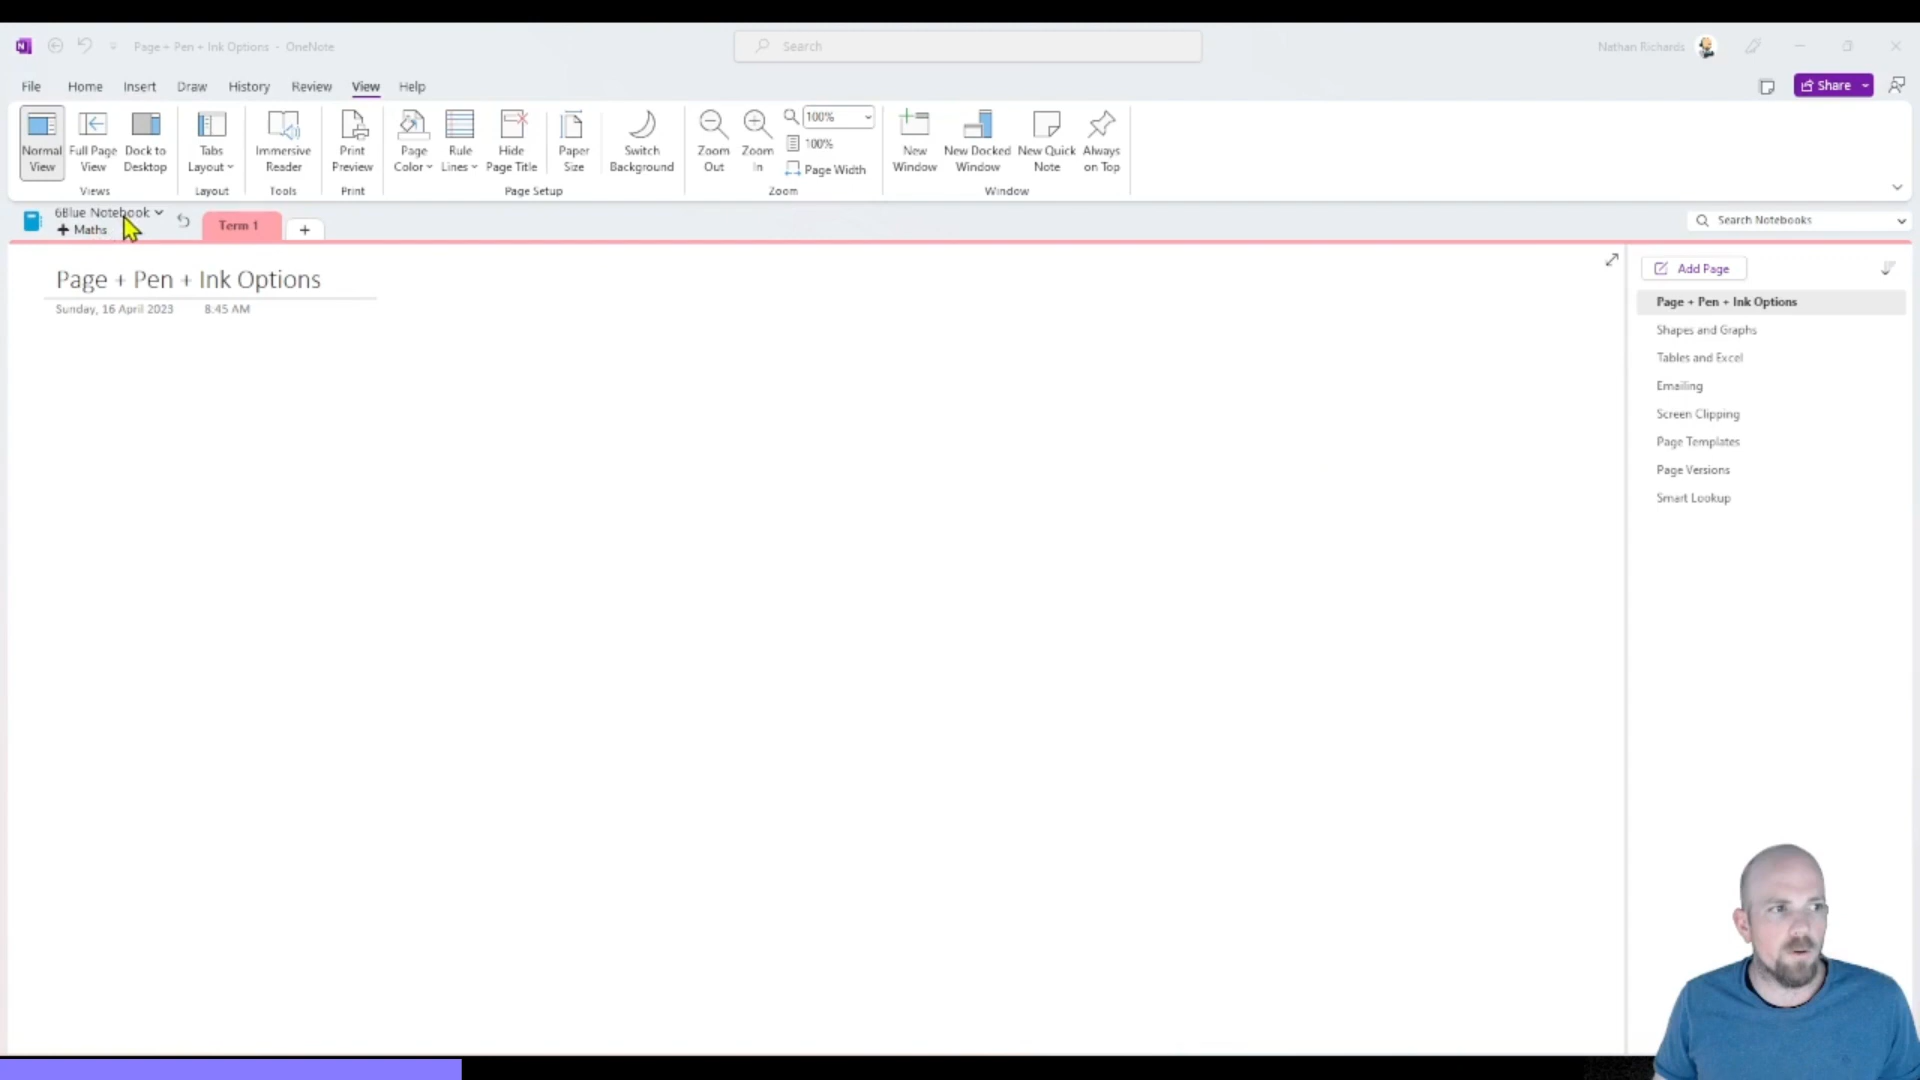 Page + Pen + Ink Options - OneNote
Search
Nathan Richards
File Home Insert Draw History Review View Help
Share
Normal View
Full Page View
Dock to Desktop
Views
Tabs Layout
Layout
Immersive Reader
Tools
Print Preview
Print
Page Color
Rule Lines
Hide Page Title
Paper Size
Switch Background
Page Setup
Zoom Out
Zoom In
100%
100%
Page Width
Zoom
New Window
New Docked Window
New Quick Note
Always on Top
Window
6Blue Notebook
Maths
Term 1
+
Search Notebooks
Page + Pen + Ink Options
Sunday, 16 April 2023 8:45 AM
Add Page
Page + Pen + Ink Options
Shapes and Graphs
Tables and Excel
Emailing
Screen Clipping
Page Templates
Page Versions
Smart Lookup